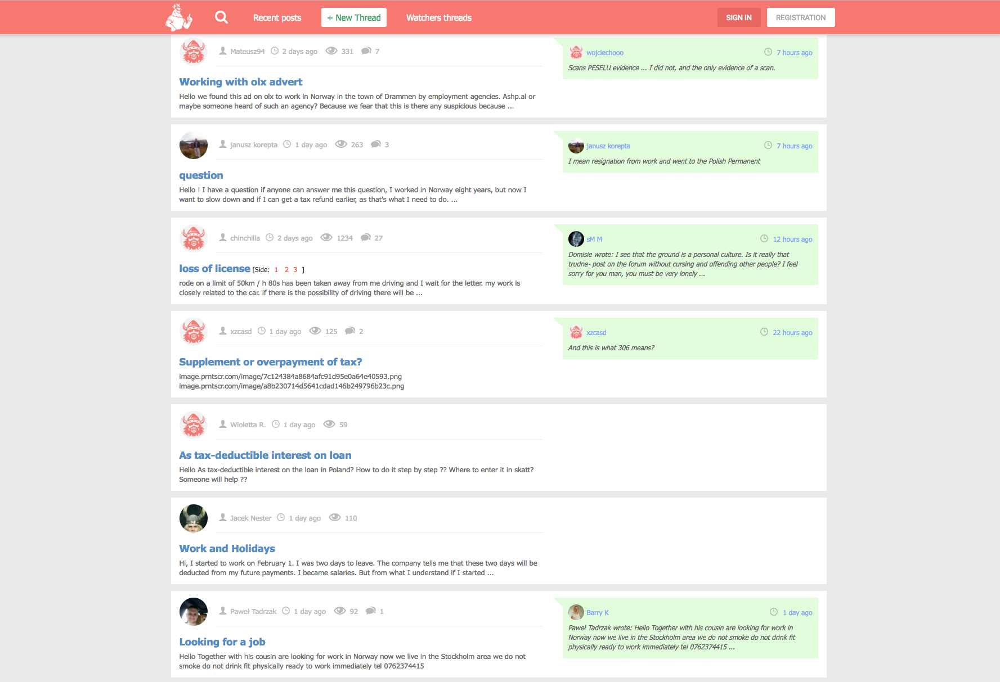 Recent posts
+ New Thread
Watchers threads
SIGN IN
REGISTRATION
Mateusz94 2 days ago 331 7
Working with olx advert
Hello we found this ad on olx to work in Norway in the town of Drammen by employment agencies. Ashp.al or
maybe someone heard of such an agency? Because we fear that this is there any suspicious because ...
wojciechooo 7 hours ago
Scans PESELU evidence ... I did not, and the only evidence of a scan.
janusz korepta 1 day ago 263 3
question
Hello ! I have a question if anyone can answer me this question, I worked in Norway eight years, but now I
want to slow down and if I can get a tax refund earlier, as that's what I need to do. ...
janusz korepta 7 hours ago
I mean resignation from work and went to the Polish Permanent
chinchilla 2 days ago 1234 27
loss of license [Side: 1 2 3 ]
rode on a limit of 50km / h 80s has been taken away from me driving and I wait for the letter. my work is
closely related to the car. if there is the possibility of driving there will be ...
sM M 12 hours ago
Domisie wrote: I see that the ground is a personal culture. Is it really that
trudne- post on the forum without cursing and offending other people? I feel
sorry for you man, you must be very lonely ...
xzcasd 1 day ago 125 2
Supplement or overpayment of tax?
image.prntscr.com/image/7c124384a8684afc91d95e0a64e40593.png
image.prntscr.com/image/a8b230714d5641cdad146b249796b23c.png
xzcasd 22 hours ago
And this is what 306 means?
Wioletta R. 1 day ago 59
As tax-deductible interest on loan
Hello As tax-deductible interest on the loan in Poland? How to do it step by step ?? Where to enter it in skatt?
Someone will help ??
Jacek Nester 1 day ago 110
Work and Holidays
Hi, I started to work on February 1. I was two days to leave. The company tells me that these two days will be
deducted from my future payments. I became salaries. But from what I understand if I started ...
Paweł Tadrzak 1 day ago 92 1
Looking for a job
Hello Together with his cousin are looking for work in Norway now we live in the Stockholm area we do not
smoke do not drink fit physically ready to work immediately tel 0762374415
Barry K 1 day ago
Paweł Tadrzak wrote: Hello Together with his cousin are looking for work in
Norway now we live in the Stockholm area we do not smoke do not drink fit
physically ready to work immediately tel 0762374415 ...